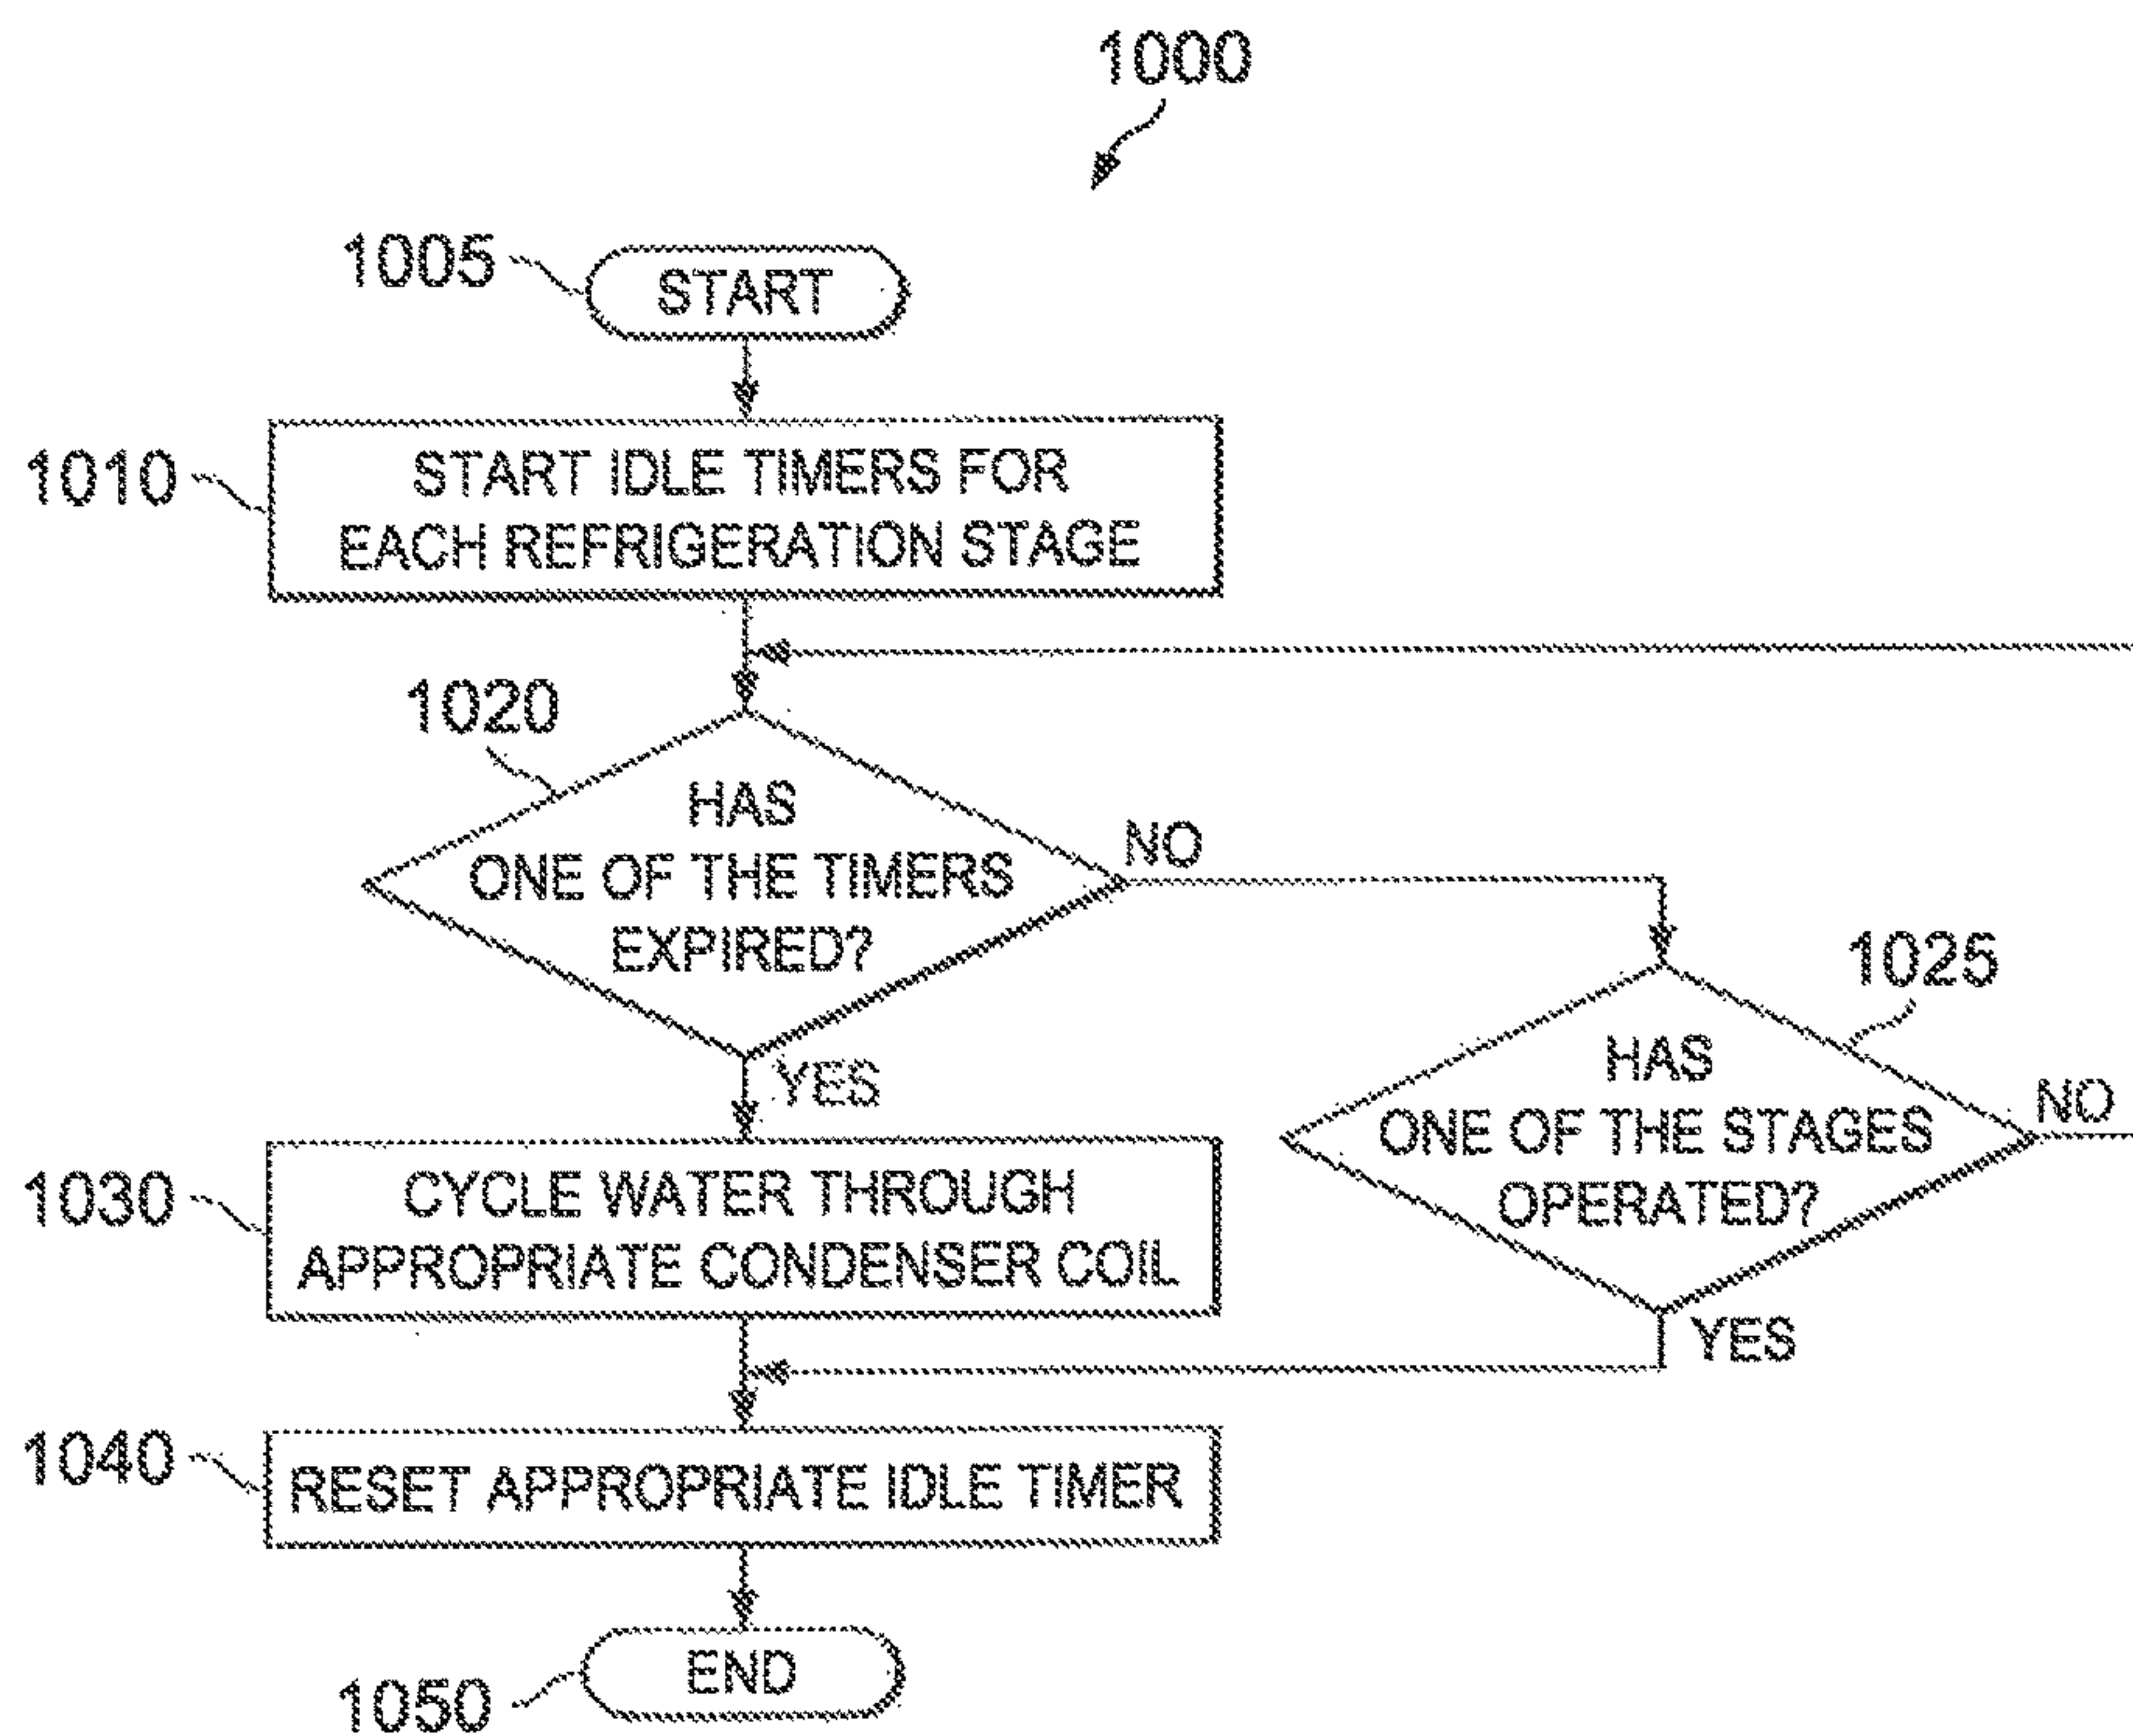 1000
1005
START
1010
START IDLE TIMERS FOR
EACH REFRIGERATION STAGE
1020
HAS
ONE OF THE TIMERS
EXPIRED?
NO
YES
1025
HAS
ONE OF THE STAGES
OPERATED?
NO
YES
1030
CYCLE WATER THROUGH
APPROPRIATE CONDENSER COIL
1040
RESET APPROPRIATE IDLE TIMER
1050
END